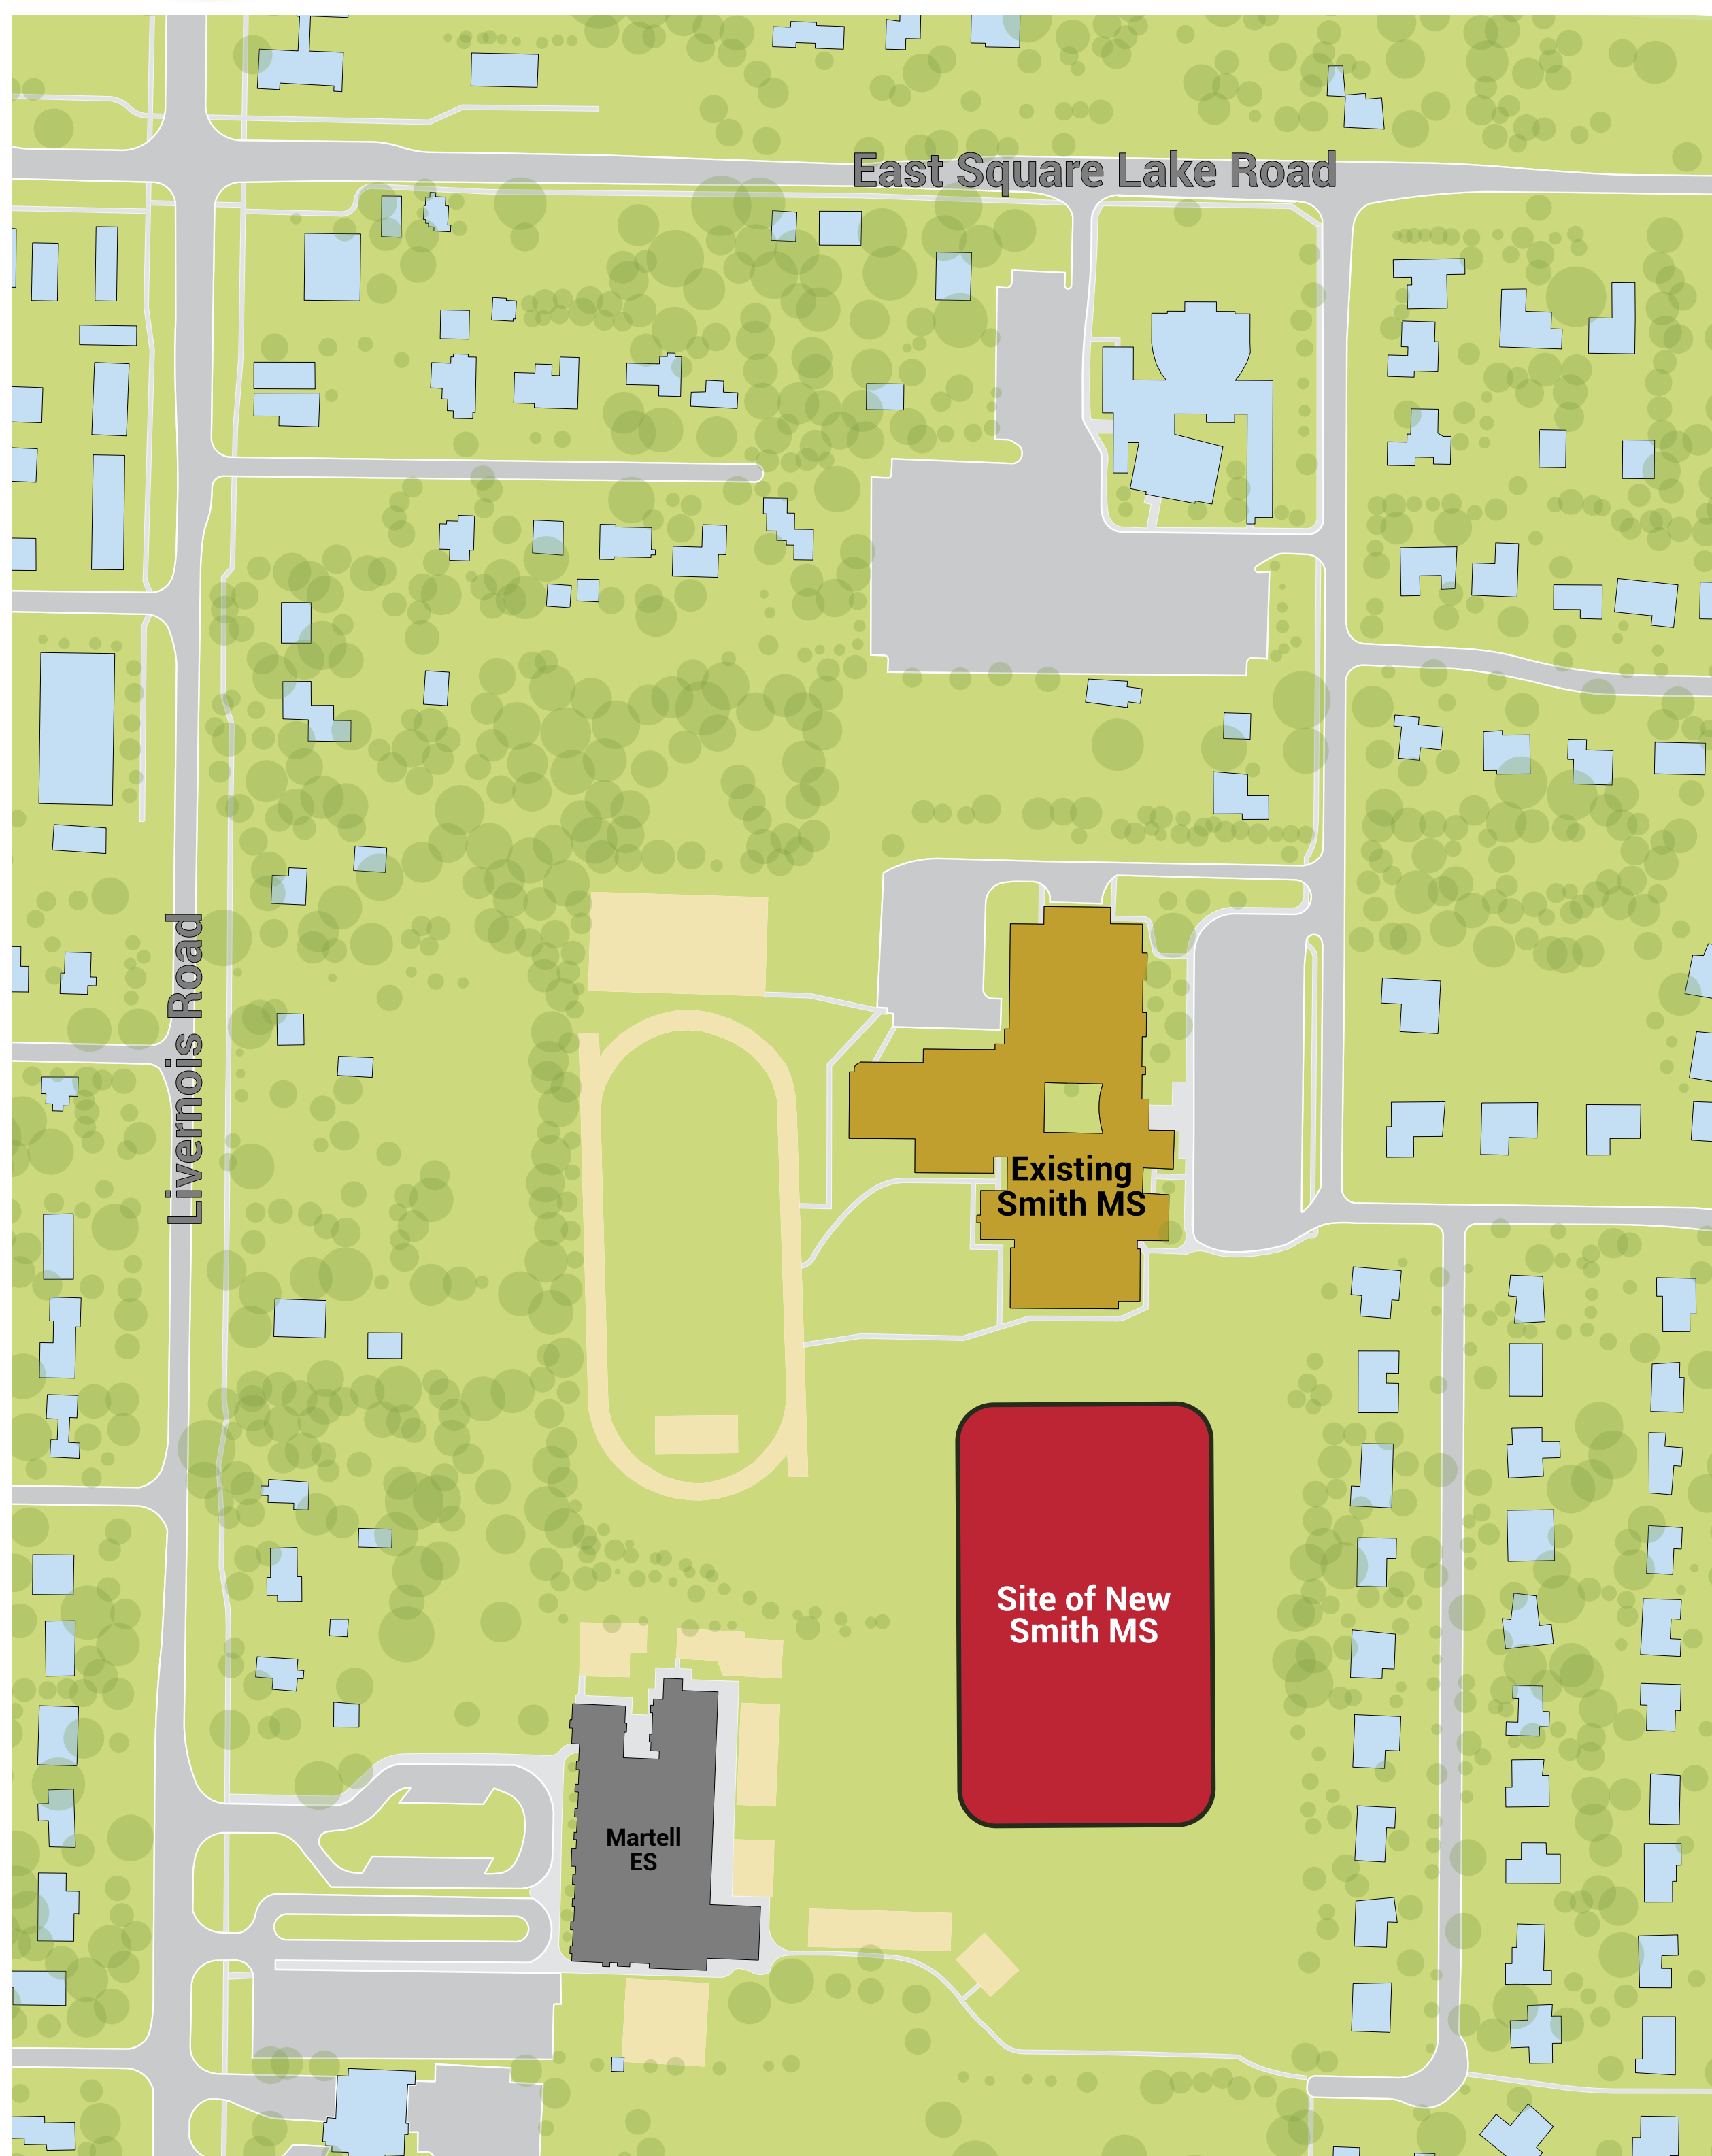 East Square Lake Road
Livernois Road
Existing
Smith MS
Site of New
Smith MS
Martell
ES